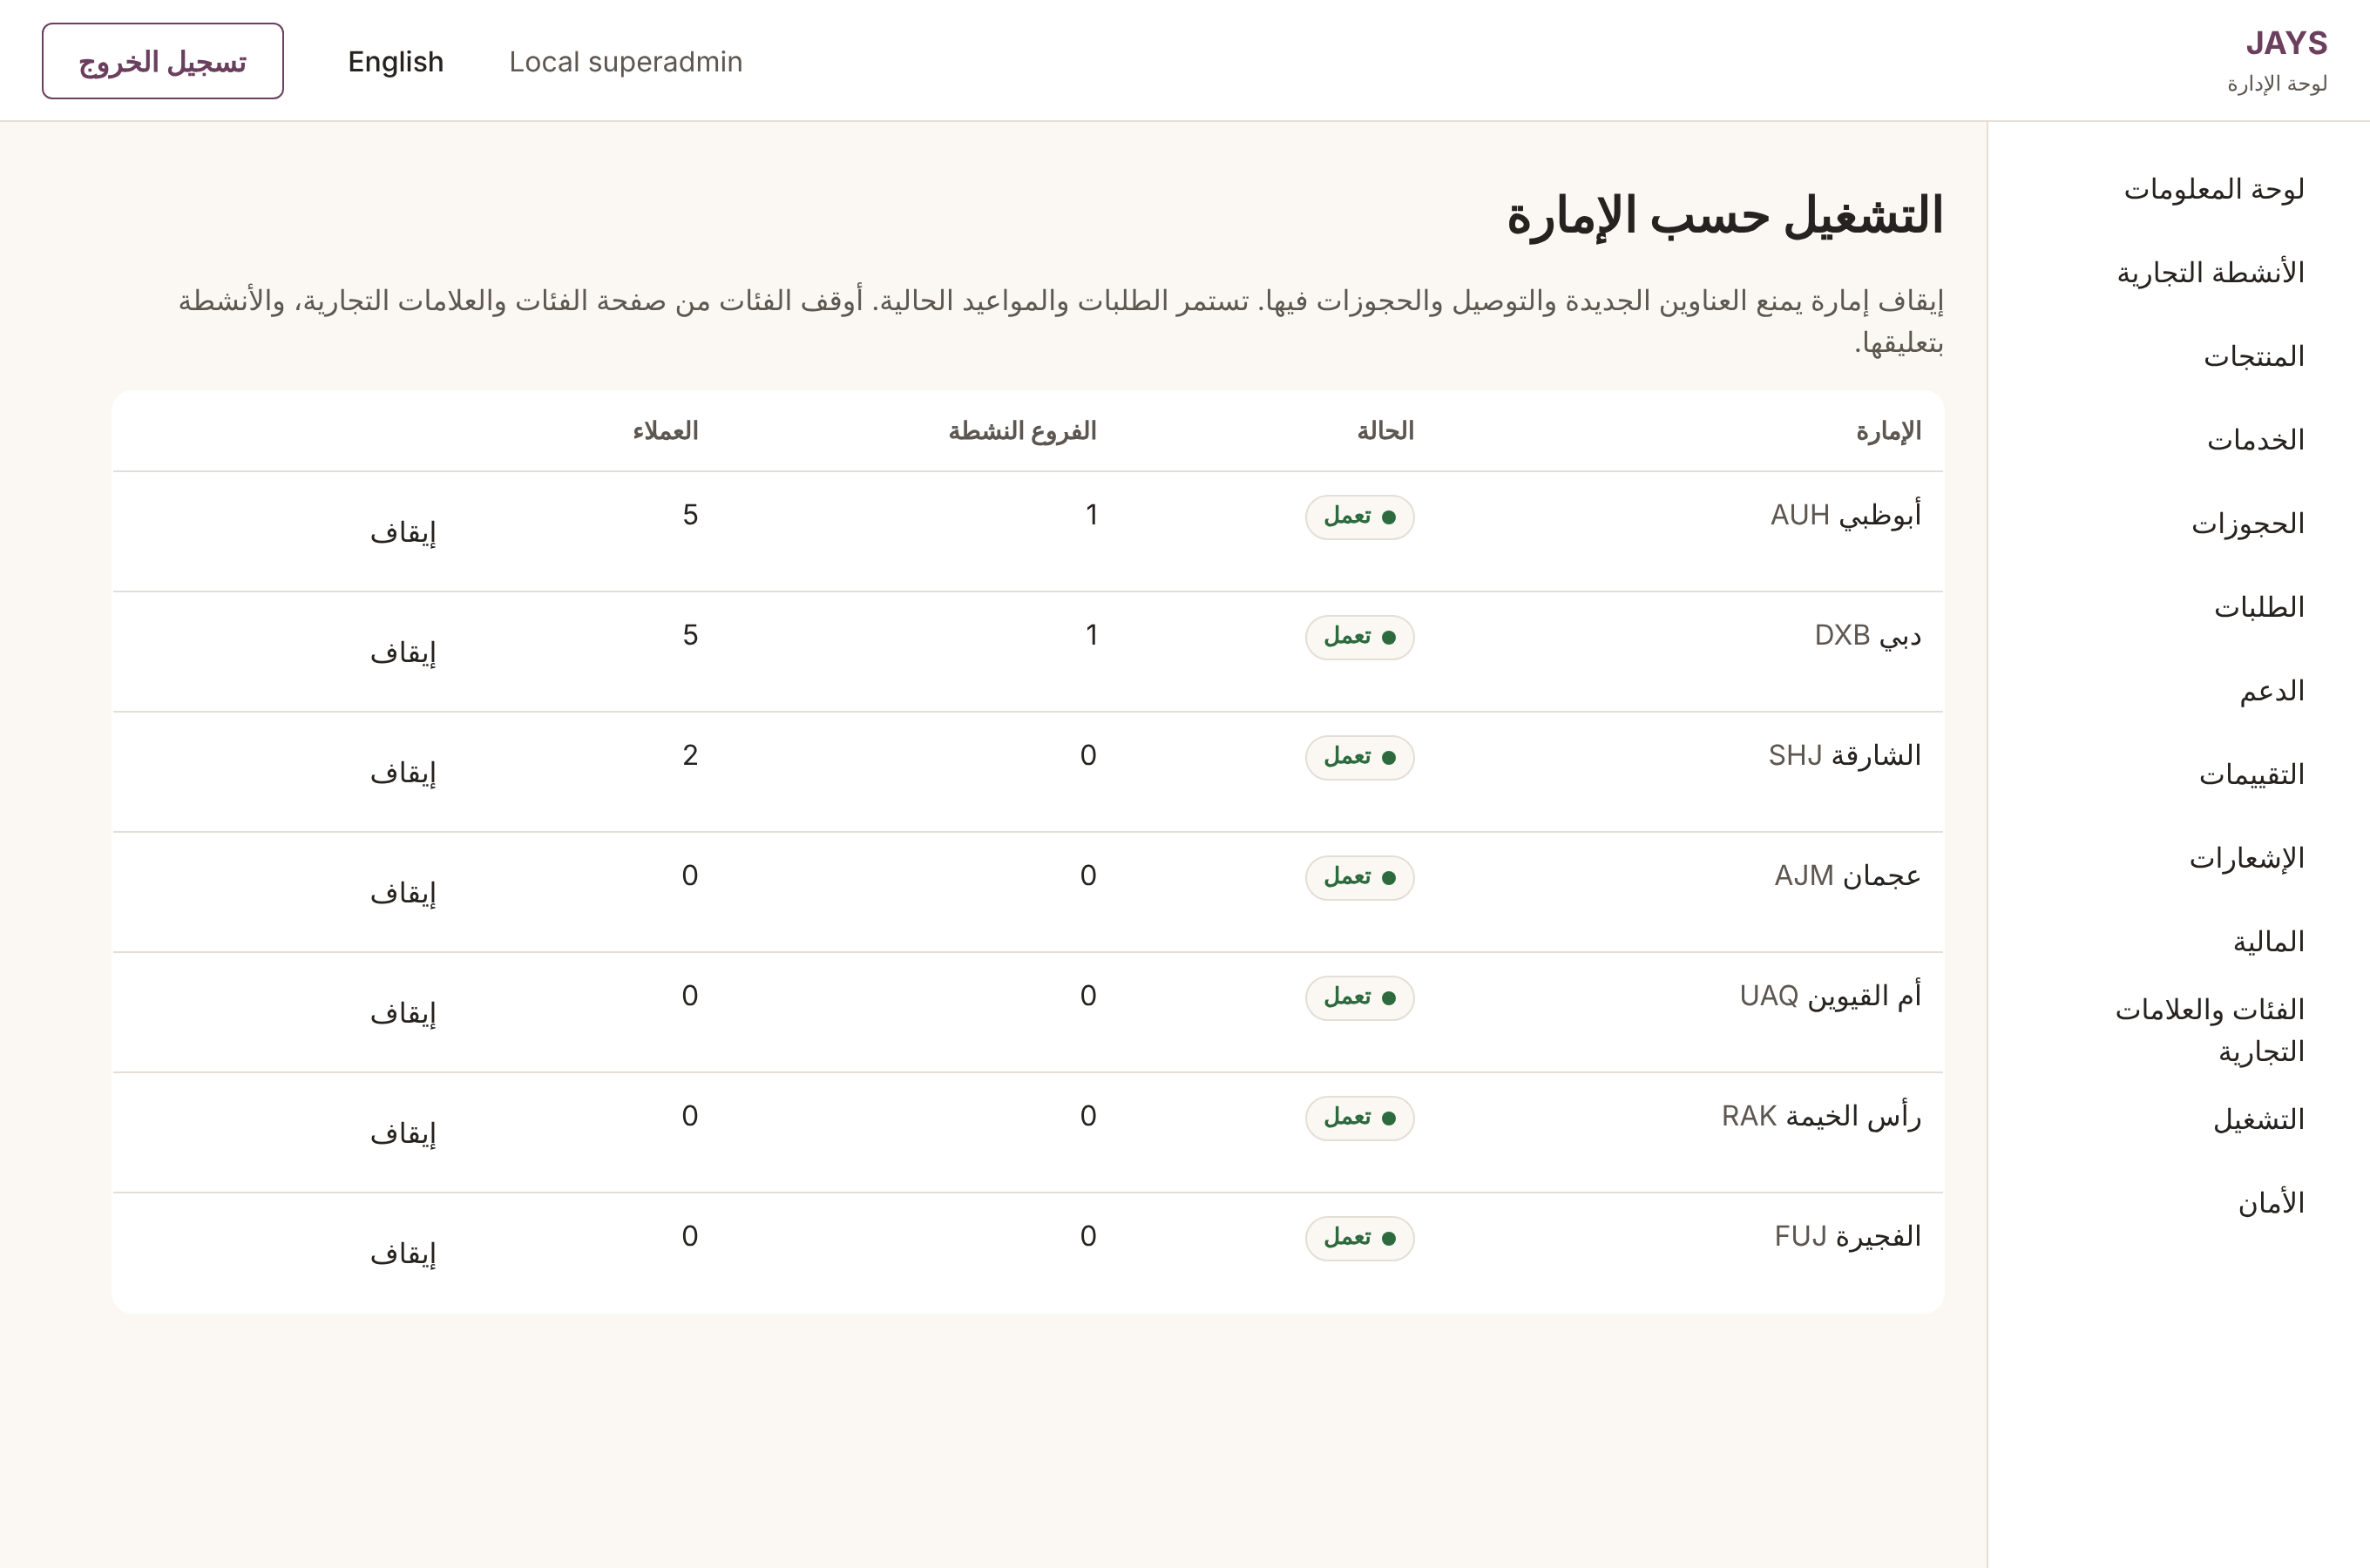 JAYS
لوحة الإدارة
Local superadmin
English
تسجيل الخروج
لوحة المعلومات
الأنشطة التجارية
المنتجات
الخدمات
الحجوزات
الطلبات
الدعم
التقييمات
الإشعارات
المالية
الفئات والعلامات
التجارية
التشغيل
الأمان
التشغيل حسب الإمارة
إيقاف إمارة يمنع العناوين الجديدة والتوصيل والحجوزات فيها. تستمر الطلبات والمواعيد الحالية. أوقف الفئات من صفحة الفئات والعلامات التجارية، والأنشطة
بتعليقها.
الإمارة الحالة الفروع النشطة العملاء
أبوظبي AUH تعمل 1 5 إيقاف
دبي DXB تعمل 1 5 إيقاف
الشارقة SHJ تعمل 0 2 إيقاف
عجمان AJM تعمل 0 0 إيقاف
أم القيوين UAQ تعمل 0 0 إيقاف
رأس الخيمة RAK تعمل 0 0 إيقاف
الفجيرة FUJ تعمل 0 0 إيقاف